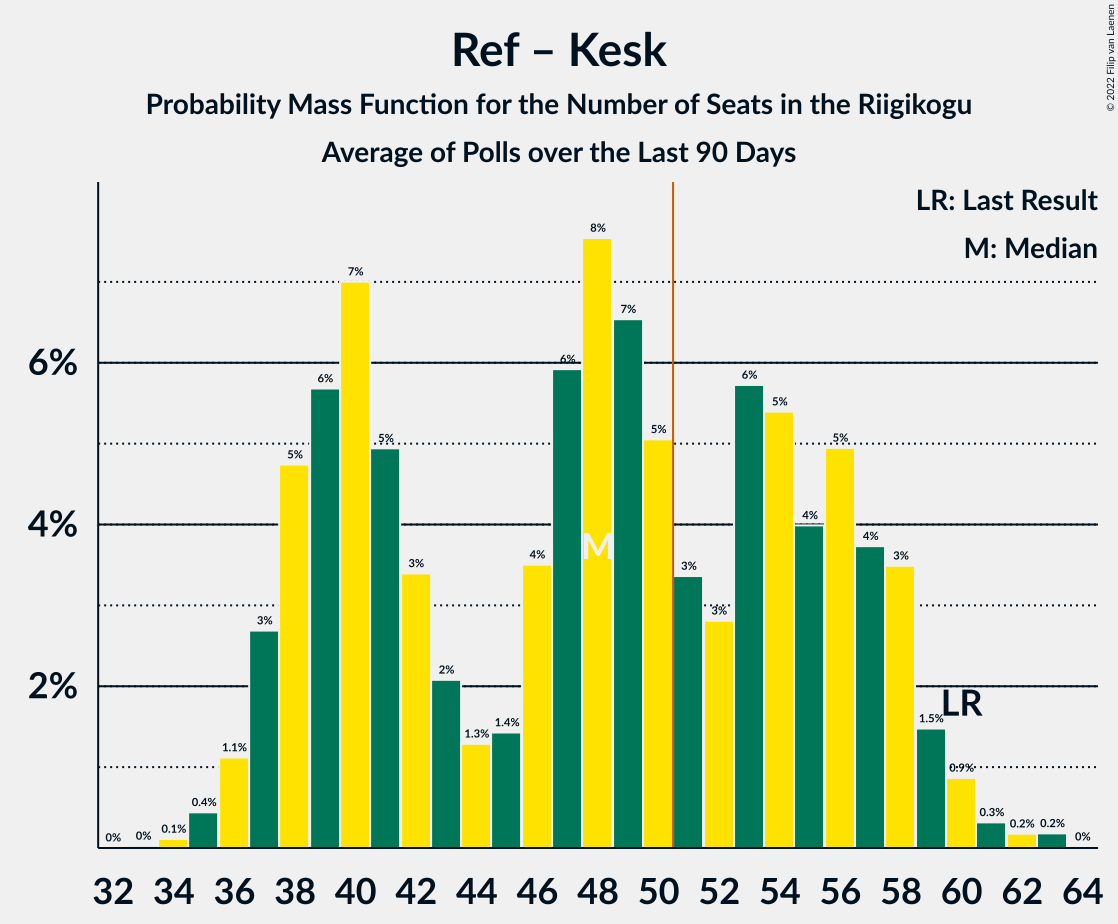 Ref – Kesk
Probability Mass Function for the Number of Seats in the Riigikogu
Average of Polls over the Last 90 Days
© 2022 Filip van Laenen
LR: Last Result
M: Median
6%
4%
2%
0% 0% 0.1% 0.4% 1.1% 3% 5% 6% 7% 5% 3% 2% 1.3% 1.4% 4% 6% 8% 7% 5% 3% 3% 6% 5% 4% 5% 4% 3% 1.5% 0.9% 0.3% 0.2% 0.2% 0%
M
LR
32 34 36 38 40 42 44 46 48 50 52 54 56 58 60 62 64